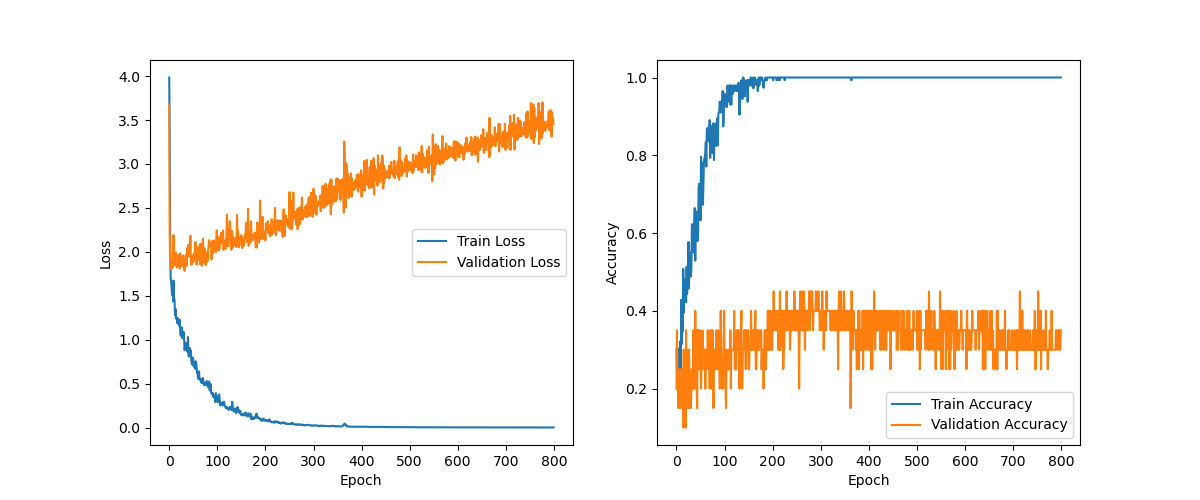 4.0
3.5
3.0
2.5
2.0
1.5
1.0
0.5
0.0
Loss
0 100 200 300 400 500 600 700 800
Epoch
Train Loss
Validation Loss
1.0
0.8
0.6
0.4
0.2
Accuracy
0 100 200 300 400 500 600 700 800
Epoch
Train Accuracy
Validation Accuracy